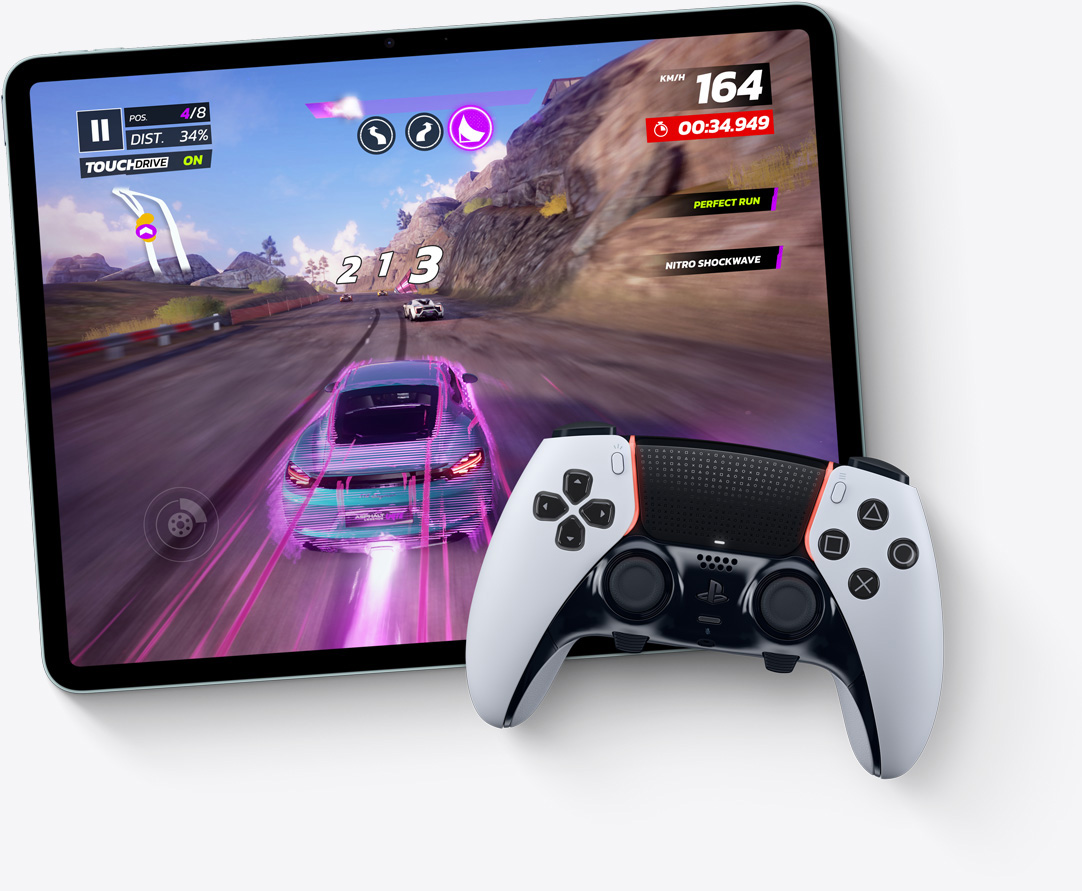 POS. 4/8
DIST. 34%
TOUCHDRIVE ON
KM/H 164
00:34.949
PERFECT RUN
NITRO SHOCKWAVE
2 1 3
ASPHALT